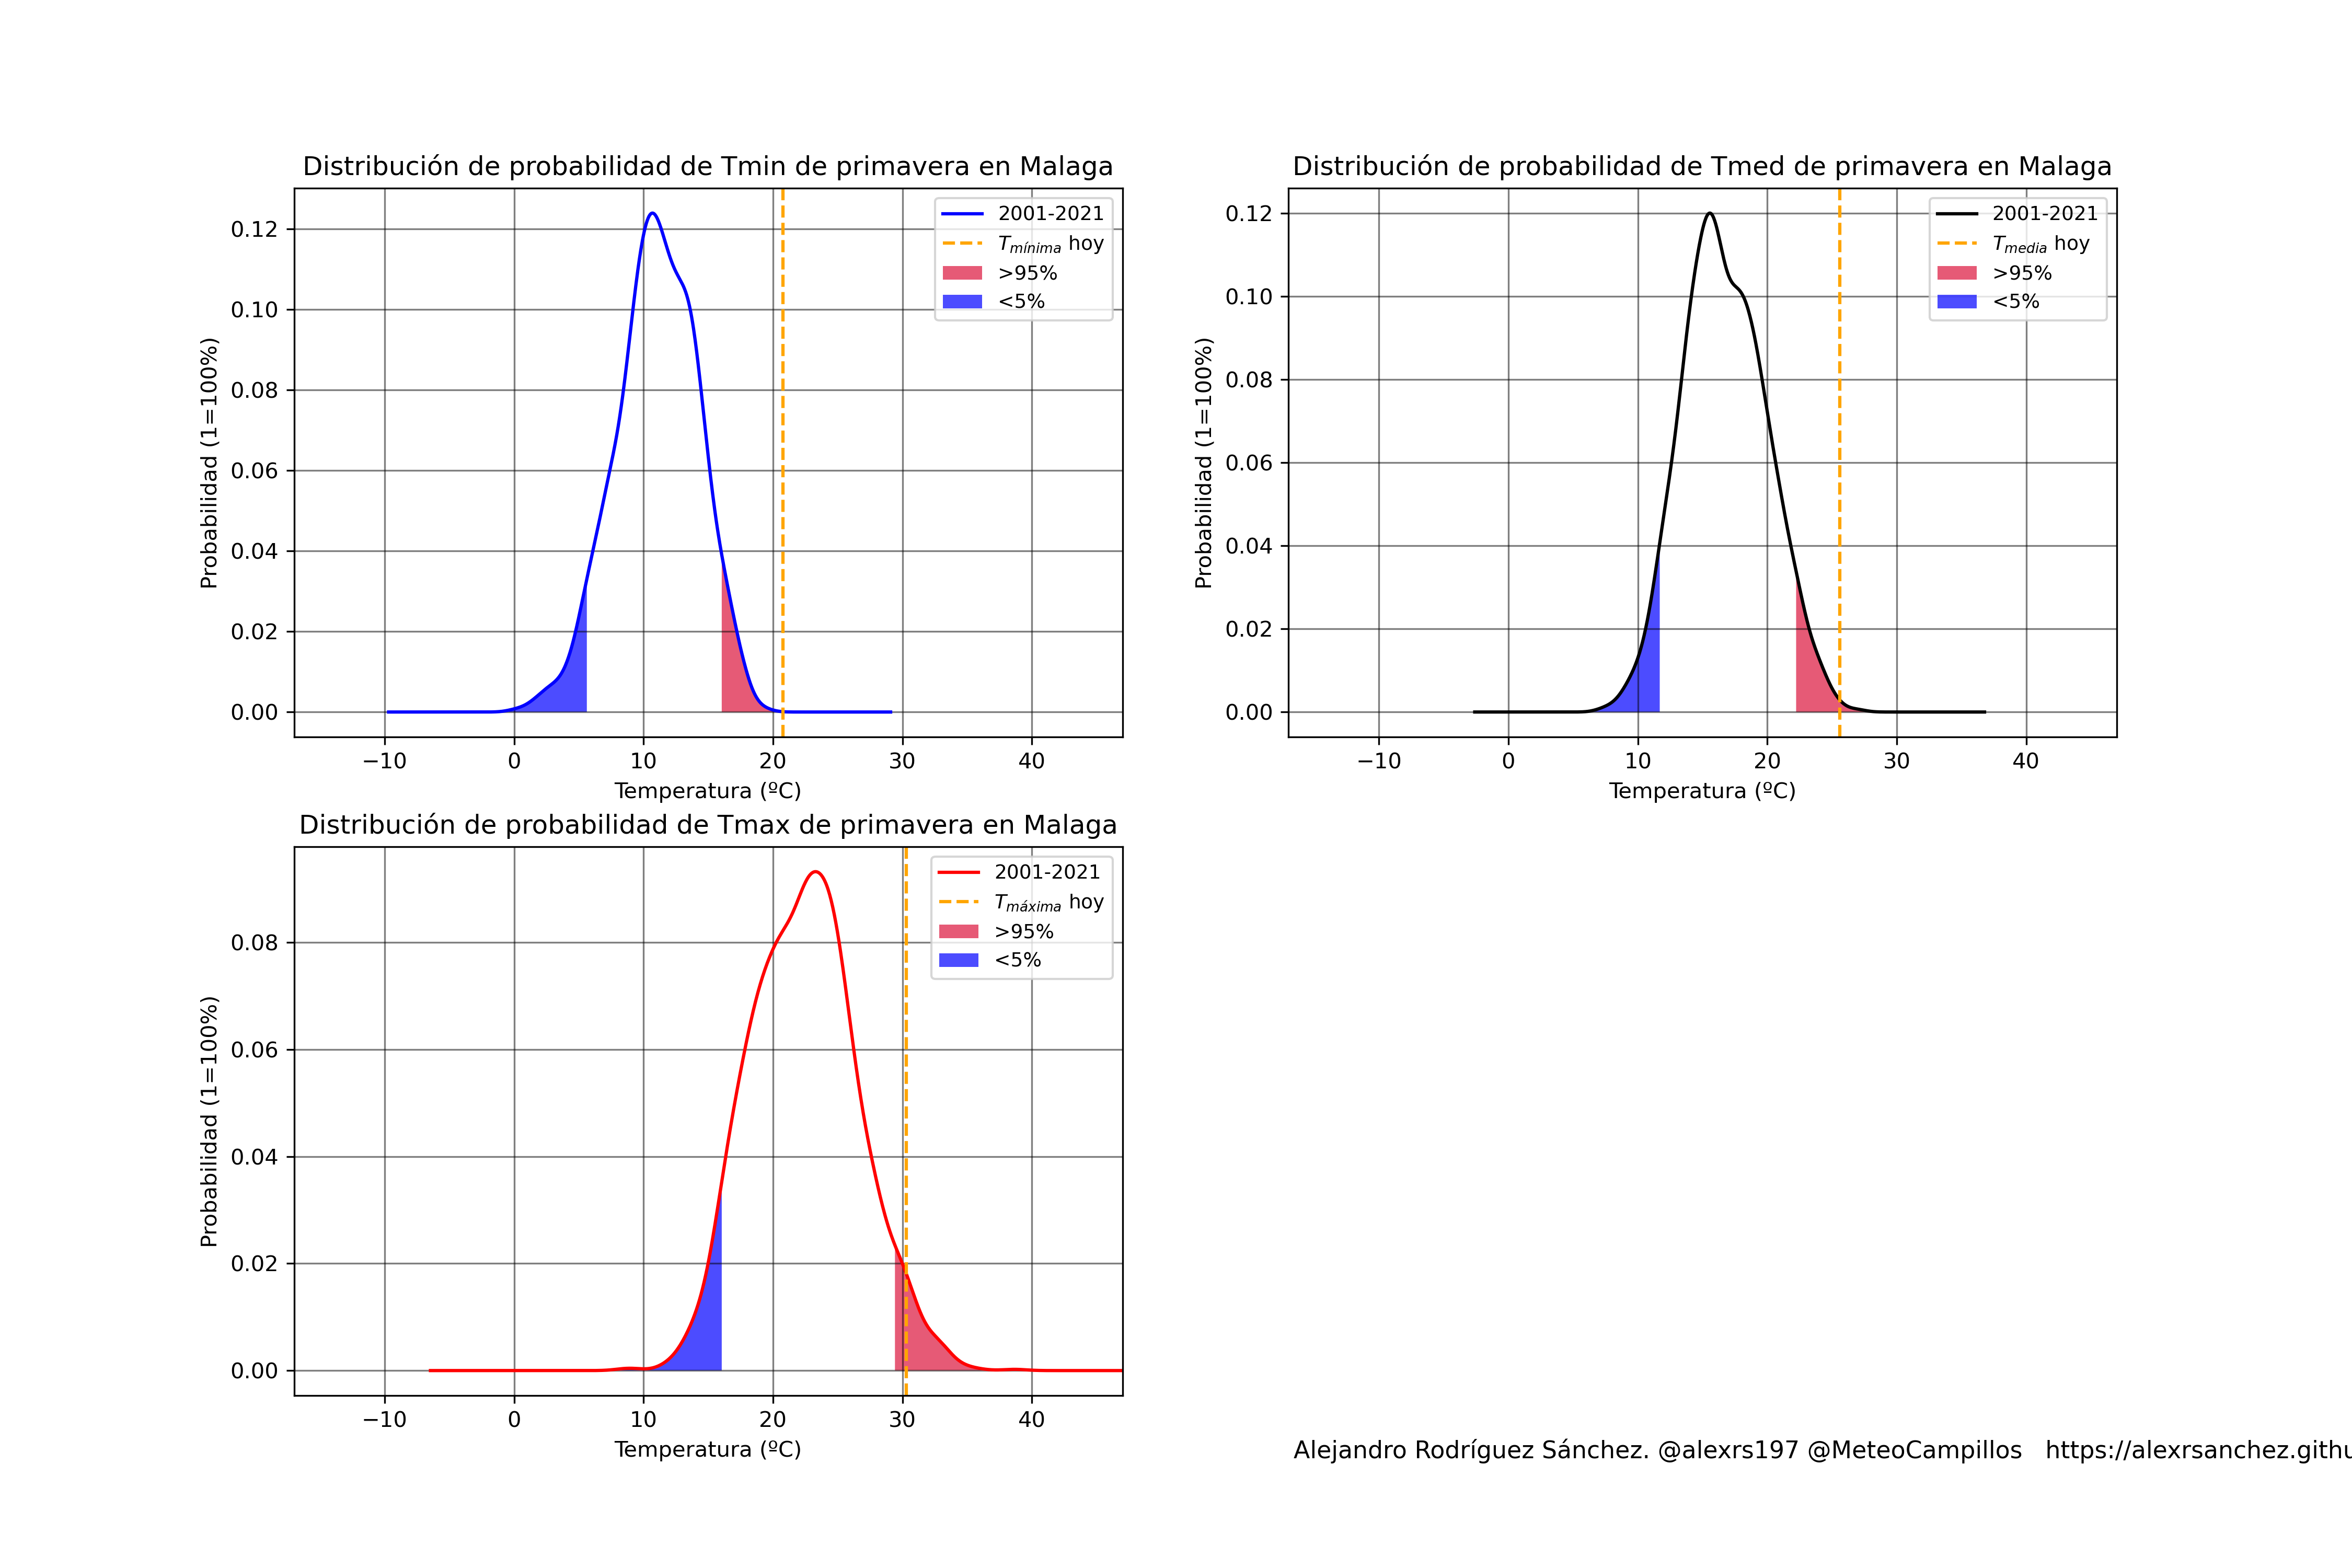 Distribución de probabilidad de Tmin de primavera en Malaga
Probabilidad (1=100%)
0.12
0.10
0.08
0.06
0.04
0.02
0.00
2001-2021
Tmínima hoy
>95%
<5%
−10 0 10 20 30 40
Temperatura (ºC)
Distribución de probabilidad de Tmed de primavera en Malaga
Probabilidad (1=100%)
0.12
0.10
0.08
0.06
0.04
0.02
0.00
2001-2021
Tmedia hoy
>95%
<5%
−10 0 10 20 30 40
Temperatura (ºC)
Distribución de probabilidad de Tmax de primavera en Malaga
Probabilidad (1=100%)
0.08
0.06
0.04
0.02
0.00
2001-2021
Tmáxima hoy
>95%
<5%
−10 0 10 20 30 40
Temperatura (ºC)
Alejandro Rodríguez Sánchez. @alexrs197 @MeteoCampillos https://alexrsanchez.githu